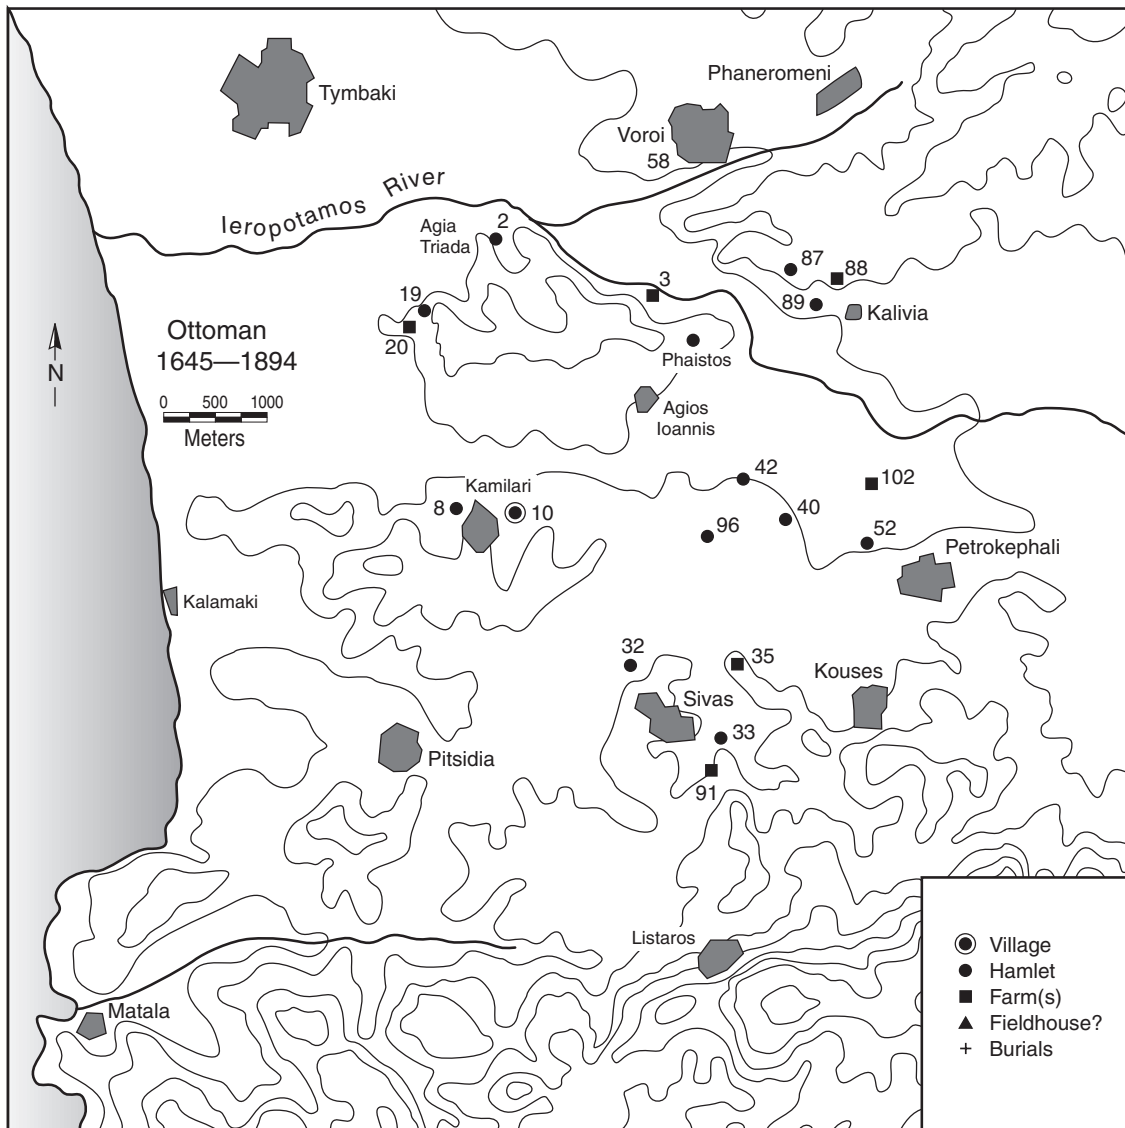 Phaneromeni
Tymbaki
Voroi
58
Ieropotamos River
Agia
Triada
2
87
88
3
19
89
Kalivia
Ottoman
1645—1894
20
Phaistos
N
0 500 1000
Meters
Agios
Ioannis
42
102
Kamilari
8
10
40
96
52
Petrokephali
Kalamaki
32
35
Kouses
Sivas
33
Pitsidia
91
Listaros
Village
Hamlet
Farm(s)
Fieldhouse?
Burials
Matala